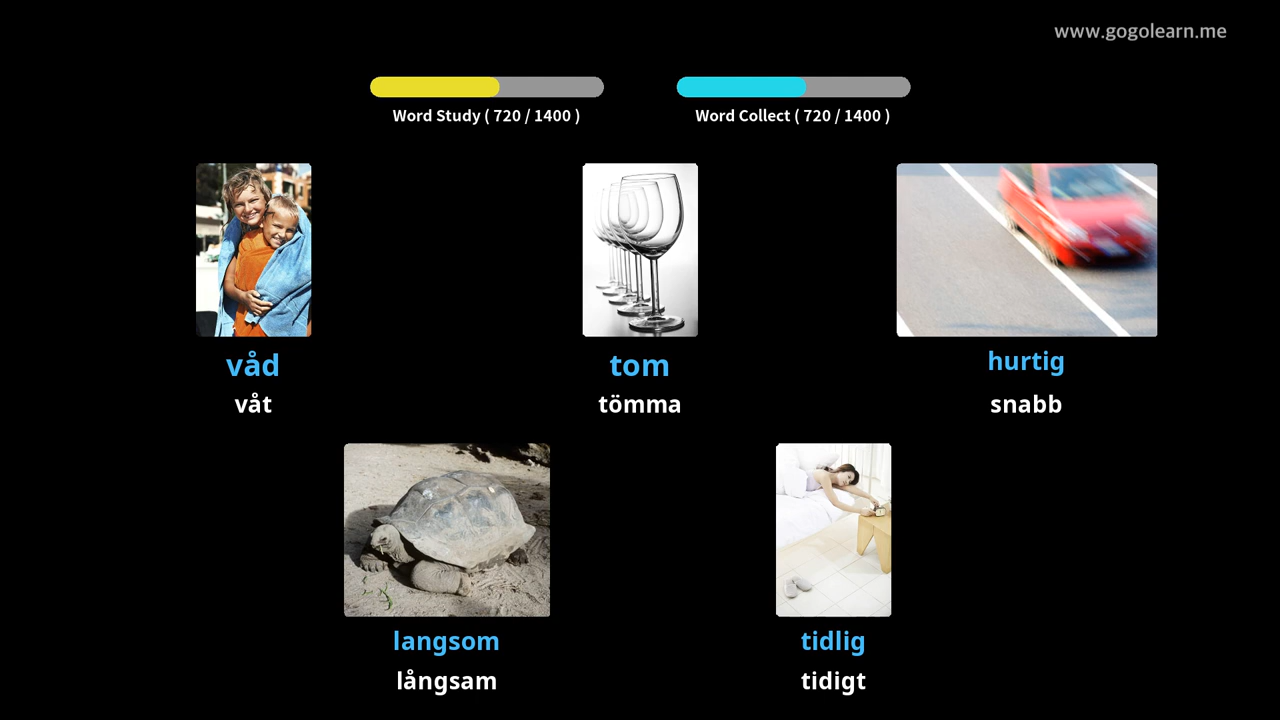 www.gogolearn.me
Word Study ( 720 / 1400 )
Word Collect ( 720 / 1400 )
våd
tom
hurtig
våt
tömma
snabb
langsom
tidlig
långsam
tidigt